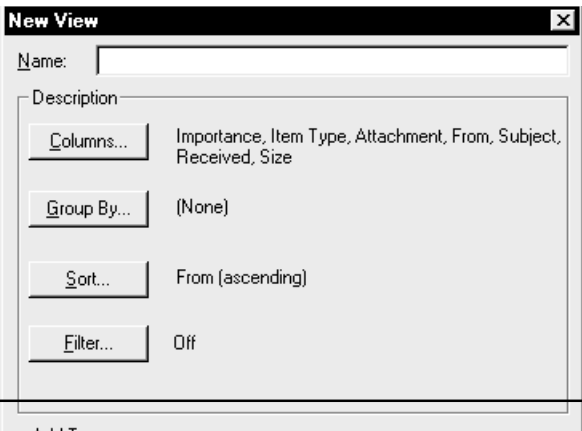 New View
Name:
Description
Columns... Importance, Item Type, Attachment, From, Subject,
Received, Size
Group By... (None)
Sort... From (ascending)
Filter... Off